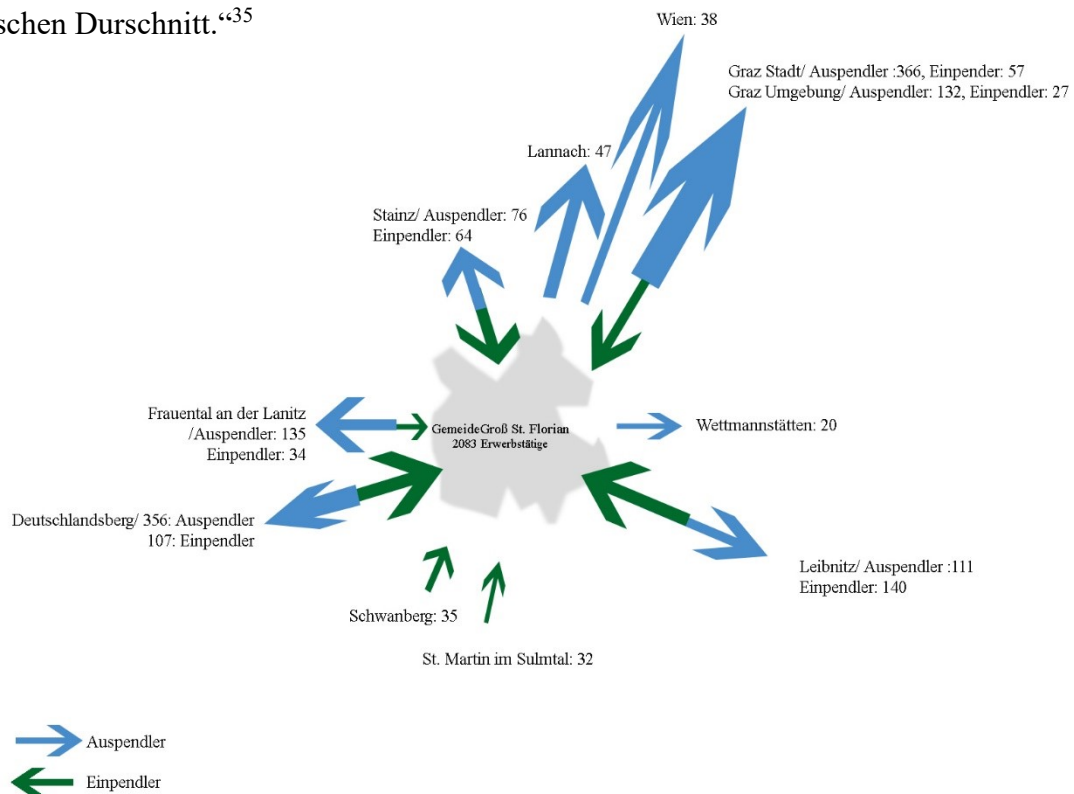 schen Durschnitt.“35
Wien: 38
Graz Stadt/ Auspendler :366, Einpender: 57
Graz Umgebung/ Auspendler: 132, Einpendler: 27
Lannach: 47
Stainz/ Auspendler: 76
Einpendler: 64
Frauental an der Lanitz
/Auspendler: 135
Einpendler: 34
GemeideGroß St. Florian
2083 Erwerbstätige
Wettmannstätten: 20
Deutschlandsberg/ 356: Auspendler
107: Einpendler
Leibnitz/ Auspendler :111
Einpendler: 140
Schwanberg: 35
St. Martin im Sulmtal: 32
Auspendler
Einpendler